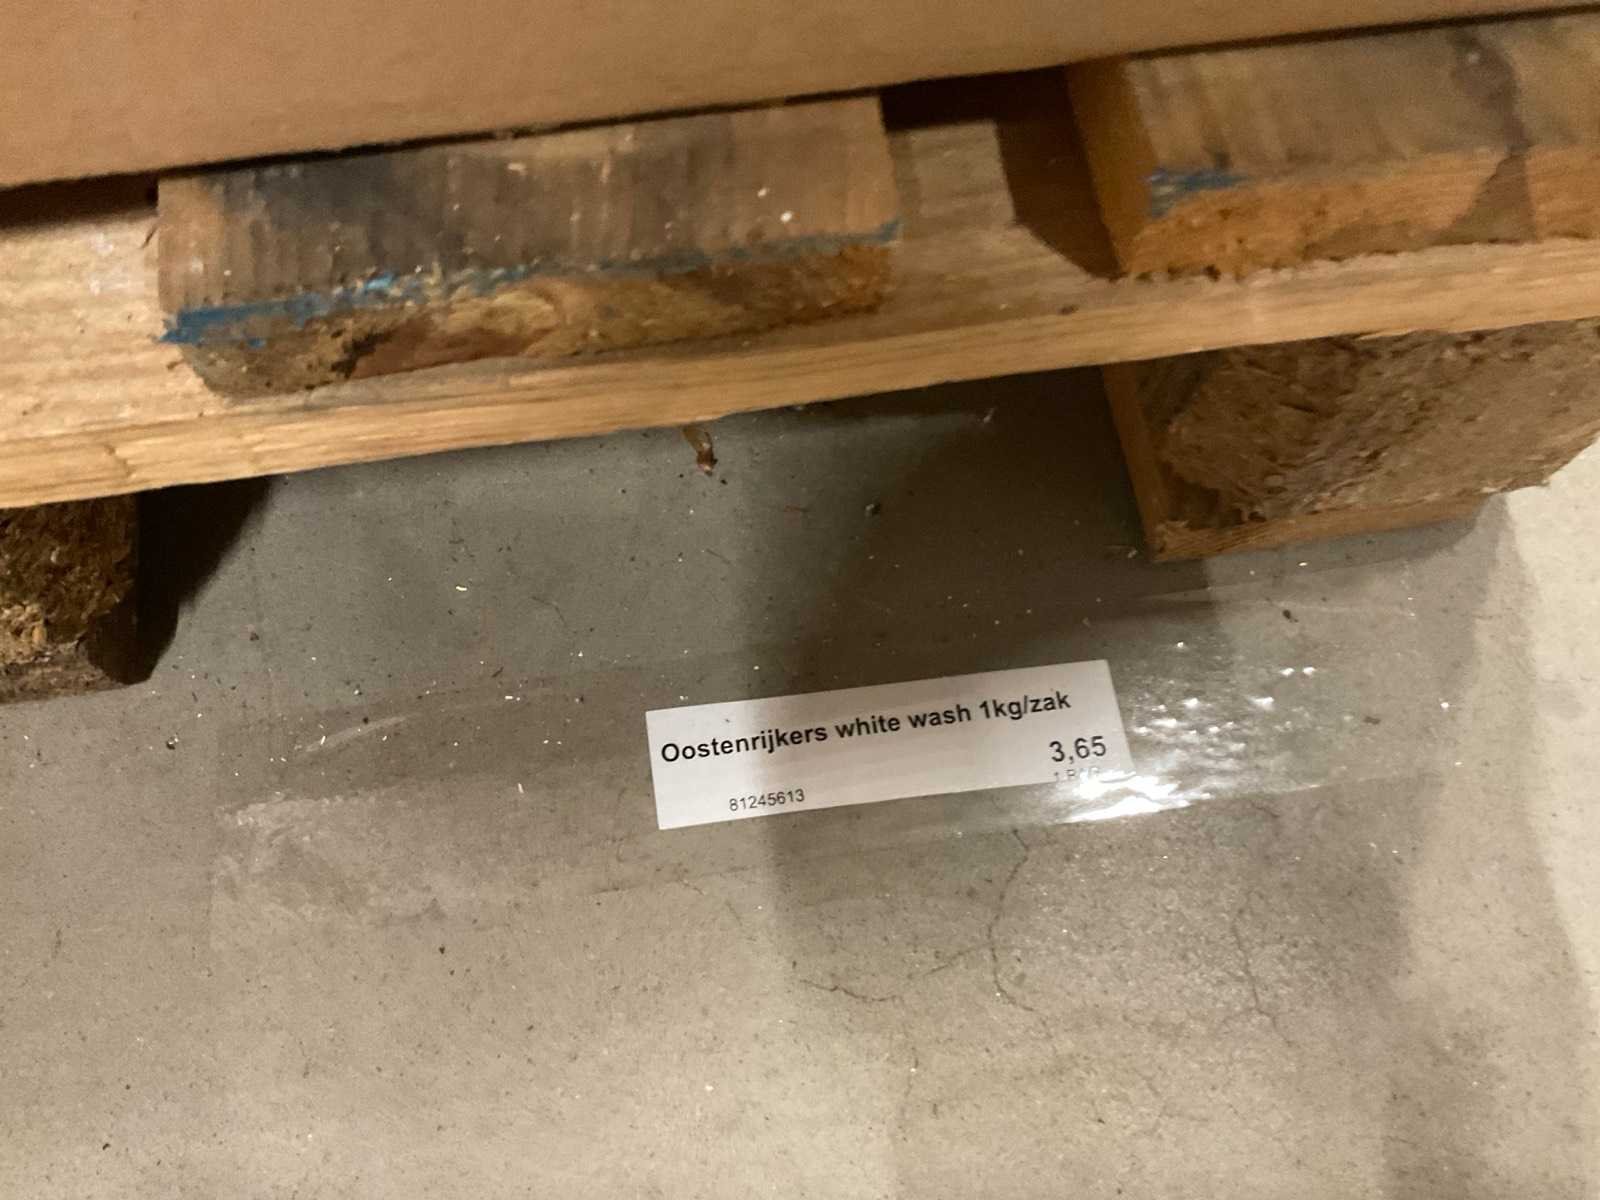 Oostenrijkers white wash 1kg/zak
3,65
81245613